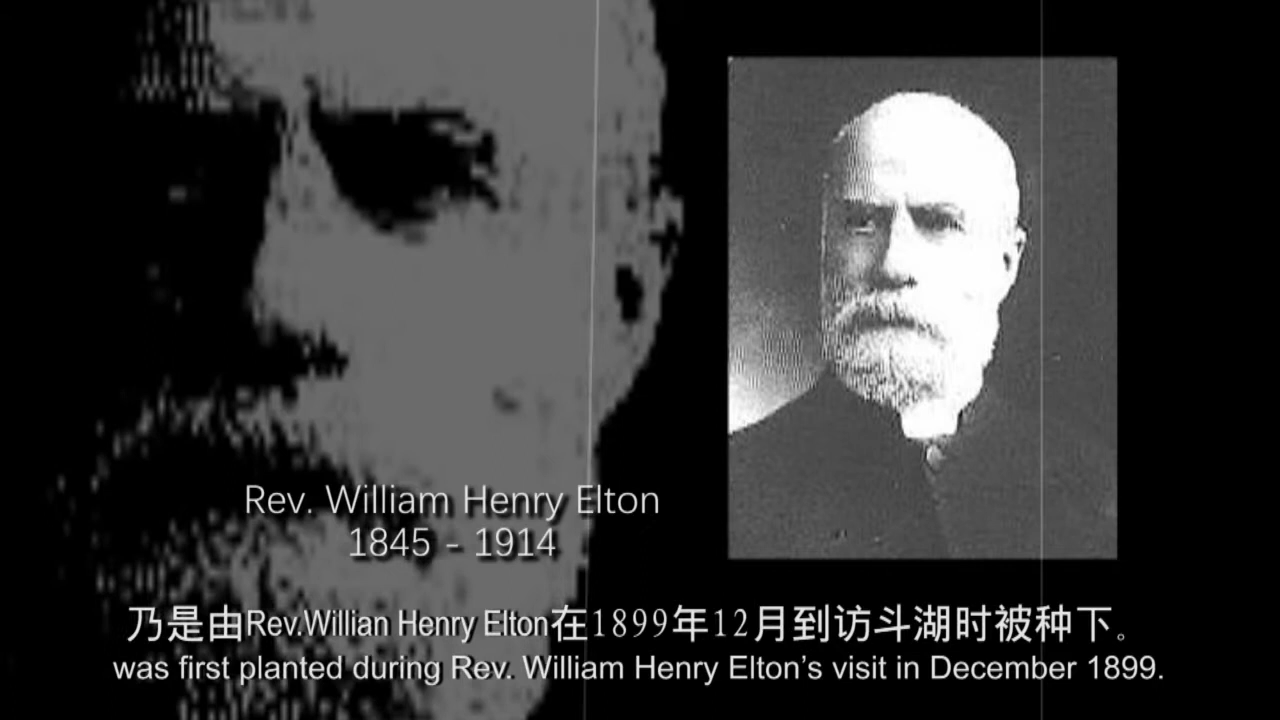 Rev. William Henry Elton
1845 - 1914
乃是由Rev.Willian Henry Elton在1899年12月到访斗湖时被种下。
was first planted during Rev. William Henry Elton's visit in December 1899.